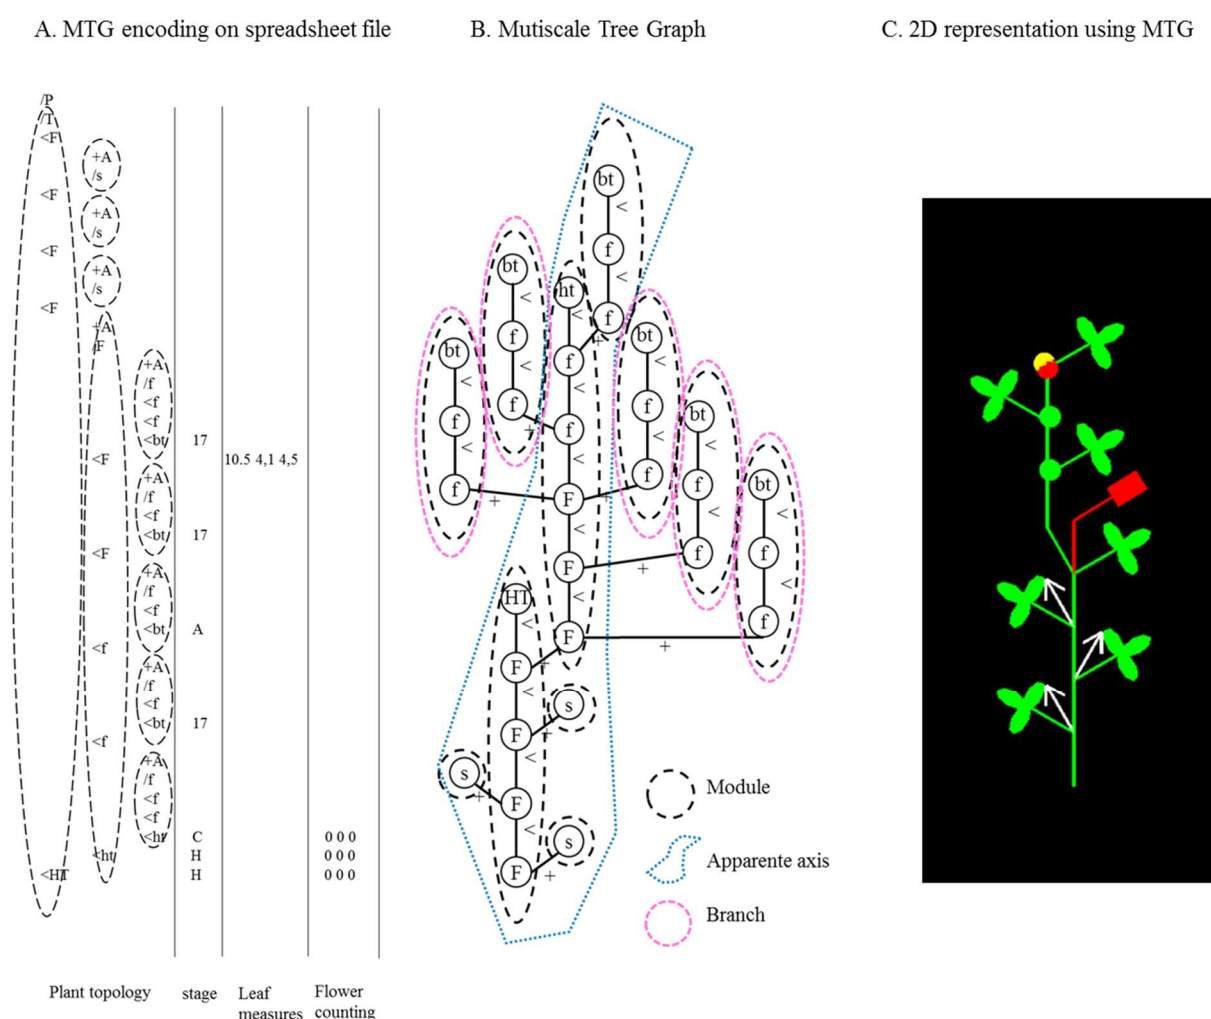 A. MTG encoding on spreadsheet file
B. Mutiscale Tree Graph
C. 2D representation using MTG
/P
/T
<F
+A
/s
<F
+A
/s
<F
+A
/s
<F
+A
/F
+A
/f
<f
<f
<bt 17
<F 10.5 4,1 4,5
+A
/f
<f
<bt 17
<F
+A
/f
<f
<bt A
<f
+A
/f
<f
<bt 17
<f
+A
/f
<f
<f
<ht C 0 0 0
<ht H 0 0 0
<HT H 0 0 0
Plant topology
stage
Leaf
measures
Flower
counting
bt
<
f
<
f
+
bt
<
f
<
f
+
ht
<
f
<
f
<
F
<
F
<
F
+
bt
<
f
<
f
+
bt
<
f
<
f
+
bt
<
f
<
f
+
bt
<
f
<
f
+
HT
<
F
<
F
<
F
<
F
s
+
s
+
s
+
Module
Apparente axis
Branch